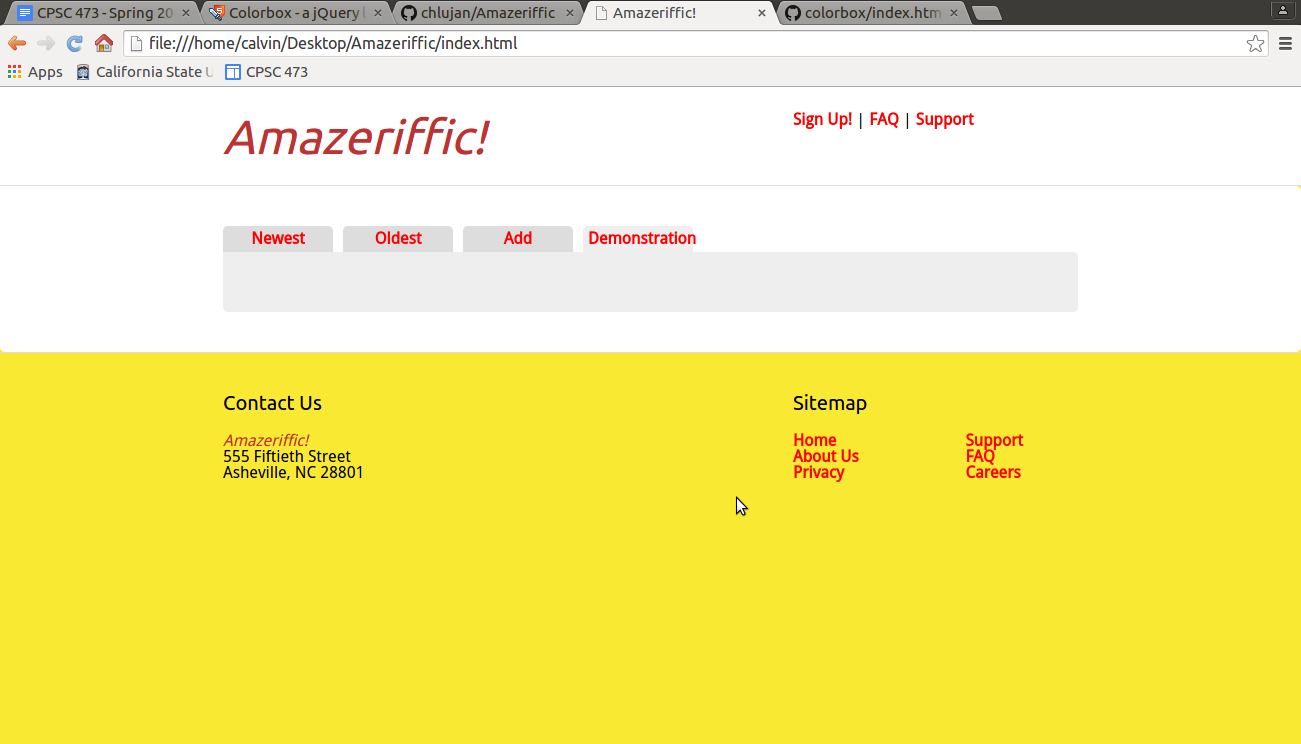 CPSC 473 - Spring 20
Colorbox - a jQuery
chlujan/Amazeriffic
Amazeriffic!
colorbox/index.htm
file:///home/calvin/Desktop/Amazeriffic/index.html
Apps
California State U
CPSC 473
Amazeriffic!
Sign Up! | FAQ | Support
Newest Oldest Add Demonstration
Contact Us
Amazeriffic!
555 Fiftieth Street
Asheville, NC 28801
Sitemap
Home Support
About Us FAQ
Privacy Careers